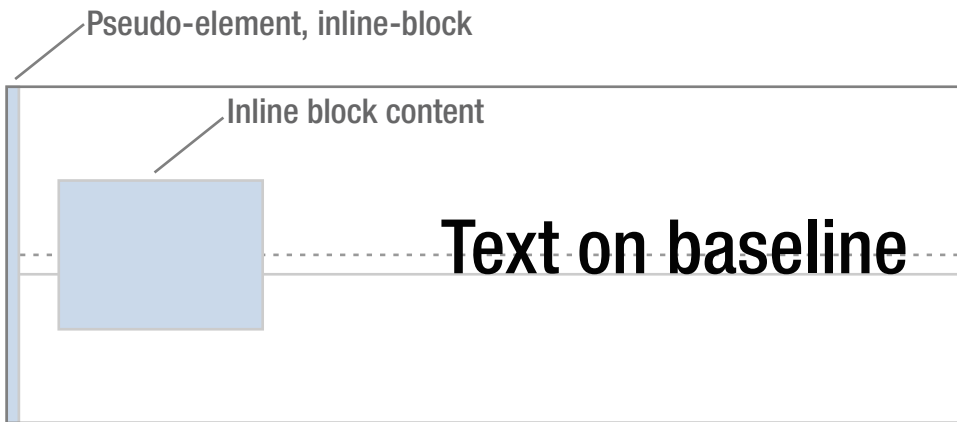 Pseudo-element, inline-block
Inline block content
Text on baseline